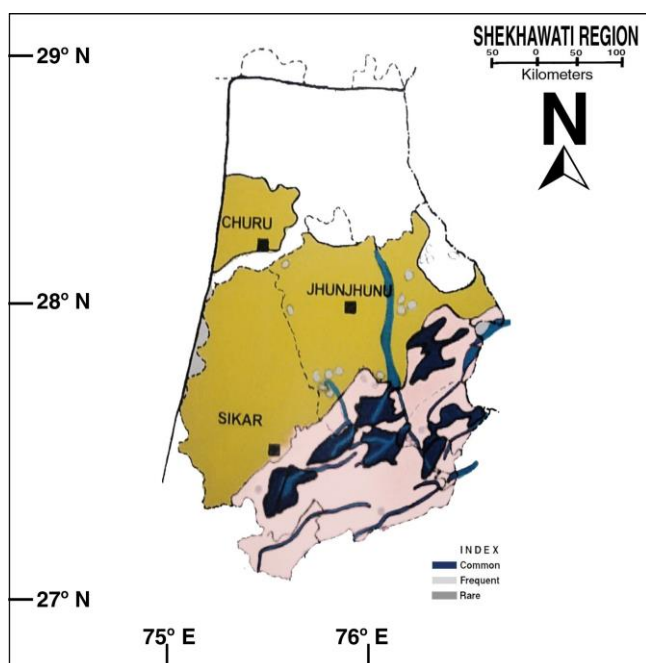 SHEKHAWATI REGION
50 0 50 100
Kilometers
N
29° N
CHURU
28° N
JHUNJHUNU
SIKAR
INDEX
Common
Frequent
Rare
27° N
75° E 76° E